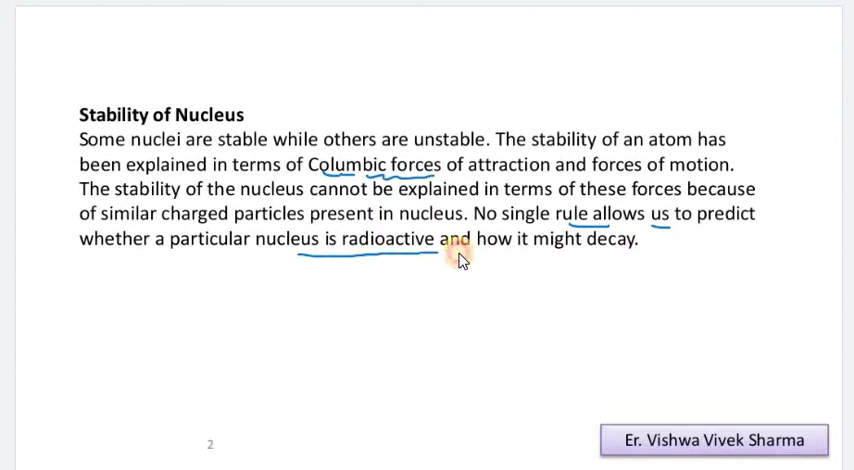 Stability of Nucleus
Some nuclei are stable while others are unstable. The stability of an atom has
been explained in terms of Columbic forces of attraction and forces of motion.
The stability of the nucleus cannot be explained in terms of these forces because
of similar charged particles present in nucleus. No single rule allows us to predict
whether a particular nucleus is radioactive and how it might decay.
2
Er. Vishwa Vivek Sharma